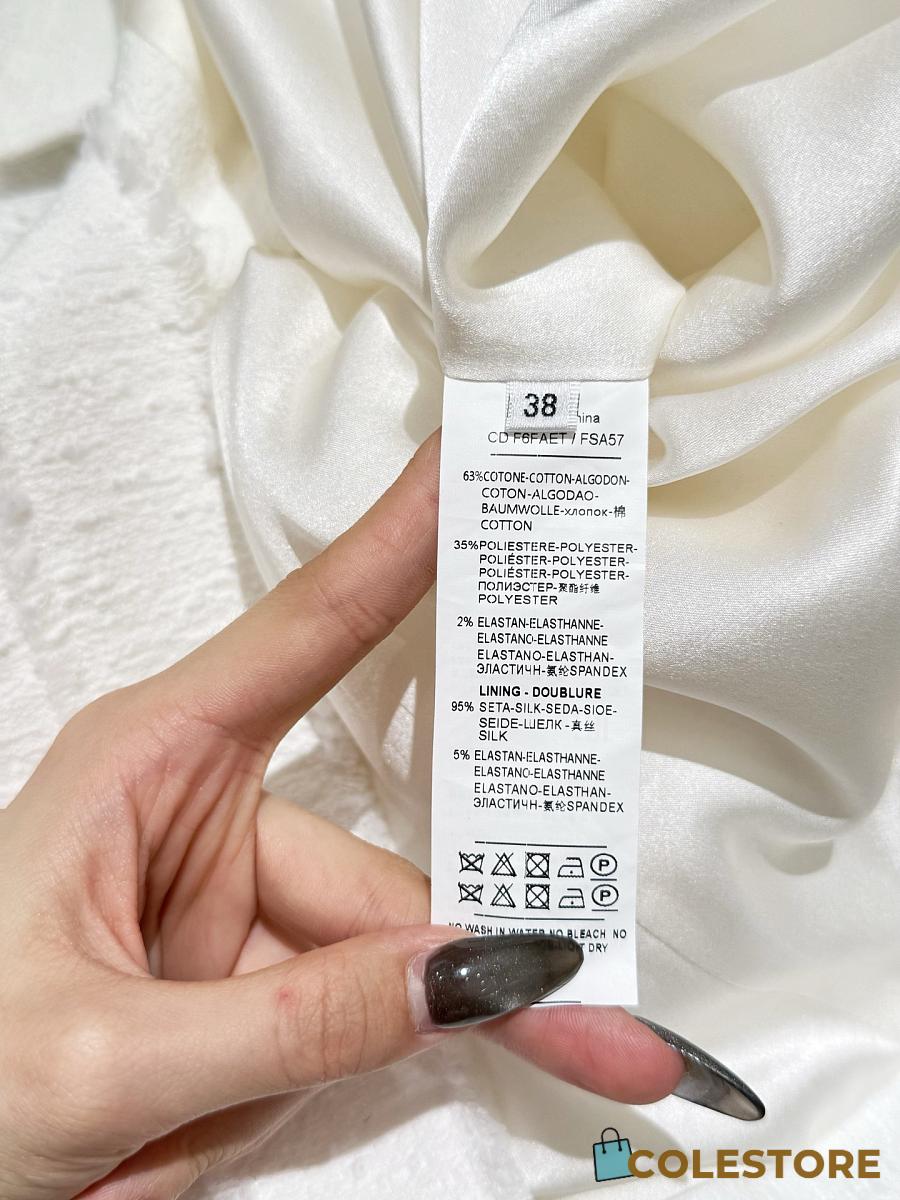 38
CD F6FAET / FSA57
63%COTONE-COTTON-ALGODON-
COTON-ALGODAO-
BAUMWOLLE-хлопок-棉
COTTON
35%POLIESTERE-POLYESTER-
POLIÉSTER-POLYESTER-
POLIÉSTER-POLYESTER-
ПОЛИЭСТЕР-聚酯纤维
POLYESTER
2% ELASTAN-ELASTHANNE-
ELASTANO-ELASTHANNE
ELASTANO-ELASTHAN-
ЭЛАСТИЧН-氨纶SPANDEX
LINING - DOUBLURE
95% SETA-SILK-SEDA-SIOE-
SEIDE-ШЕЛК -真丝
SILK
5% ELASTAN-ELASTHANNE-
ELASTANO-ELASTHANNE
ELASTANO-ELASTHAN-
ЭЛАСТИЧН-氨纶SPANDEX
P
P
NO WASH IN WATER NO BLEACH NO
DRY
COLESTORE